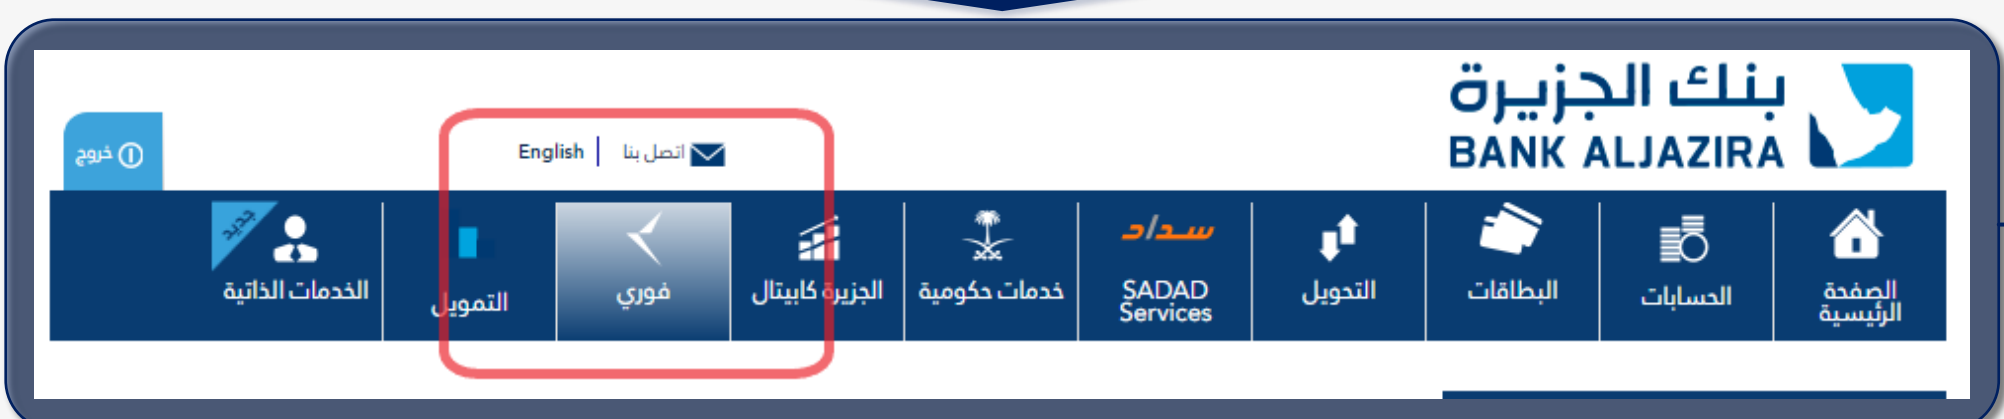 بنك الجزيرة
BANK ALJAZIRA
اتصل بنا | English
خروج
الصفحة
الرئيسية
الحسابات
البطاقات
التحويل
سداد
SADAD
Services
خدمات حكومية
الجزيرة كابيتال
فوري
التمويل
جديد
الخدمات الذاتية